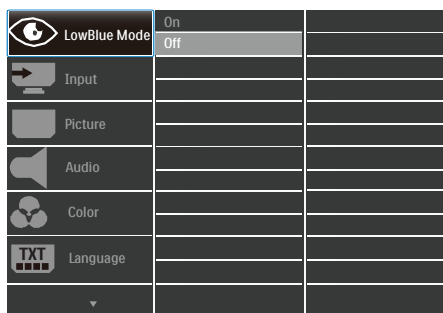 LowBlue Mode
On
Off
Input
Picture
Audio
Color
TXT
Language